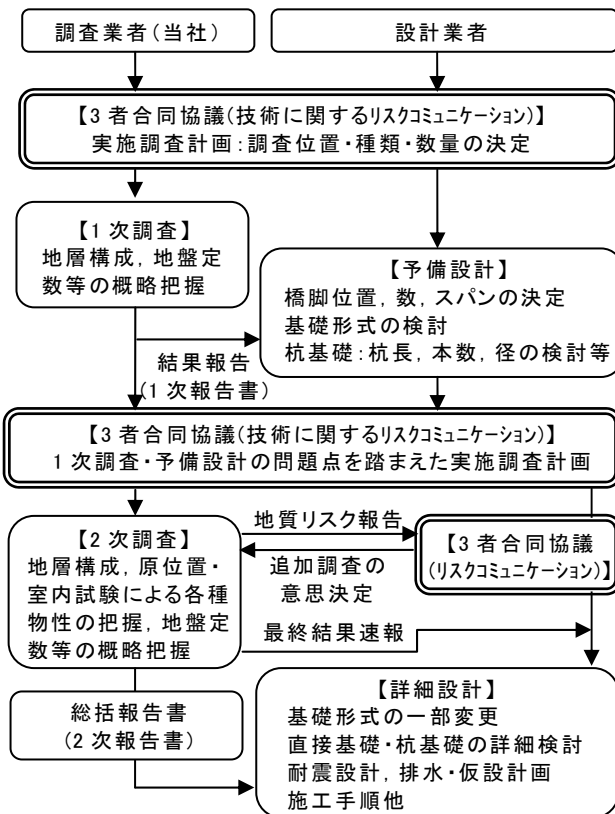 調査業者(当社)
設計業者
【3者合同協議(技術に関するリスクコミュニケーション)】
実施調査計画:調査位置・種類・数量の決定
【1次調査】
地層構成, 地盤定
数等の概略把握
【予備設計】
橋脚位置, 数, スパンの決定
基礎形式の検討
杭基礎:杭長, 本数, 径の検討等
結果報告
(1次報告書)
【3者合同協議(技術に関するリスクコミュニケーション)】
1次調査・予備設計の問題点を踏まえた実施調査計画
【2次調査】
地層構成, 原位置・
室内試験による各種
物性の把握, 地盤定
数等の概略把握
地質リスク報告
追加調査の
意思決定
【3者合同協議
(リスクコミュニケーション)】
最終結果速報
総括報告書
(2次報告書)
【詳細設計】
基礎形式の一部変更
直接基礎・杭基礎の詳細検討
耐震設計, 排水・仮設計画
施工手順他